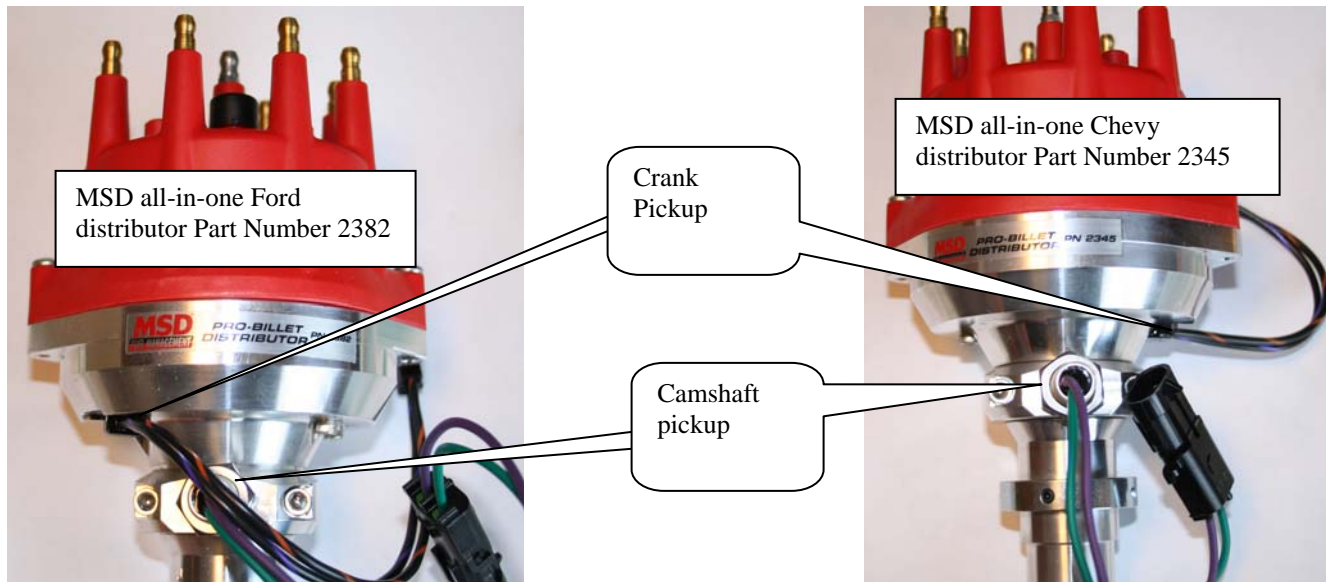 MSD all-in-one Ford
distributor Part Number 2382
MSD
PRO-BILLET
DISTRIBUTOR
Crank
Pickup
Camshaft
pickup
MSD all-in-one Chevy
distributor Part Number 2345
MSD
PRO-BILLET
DISTRIBUTOR PN 2345